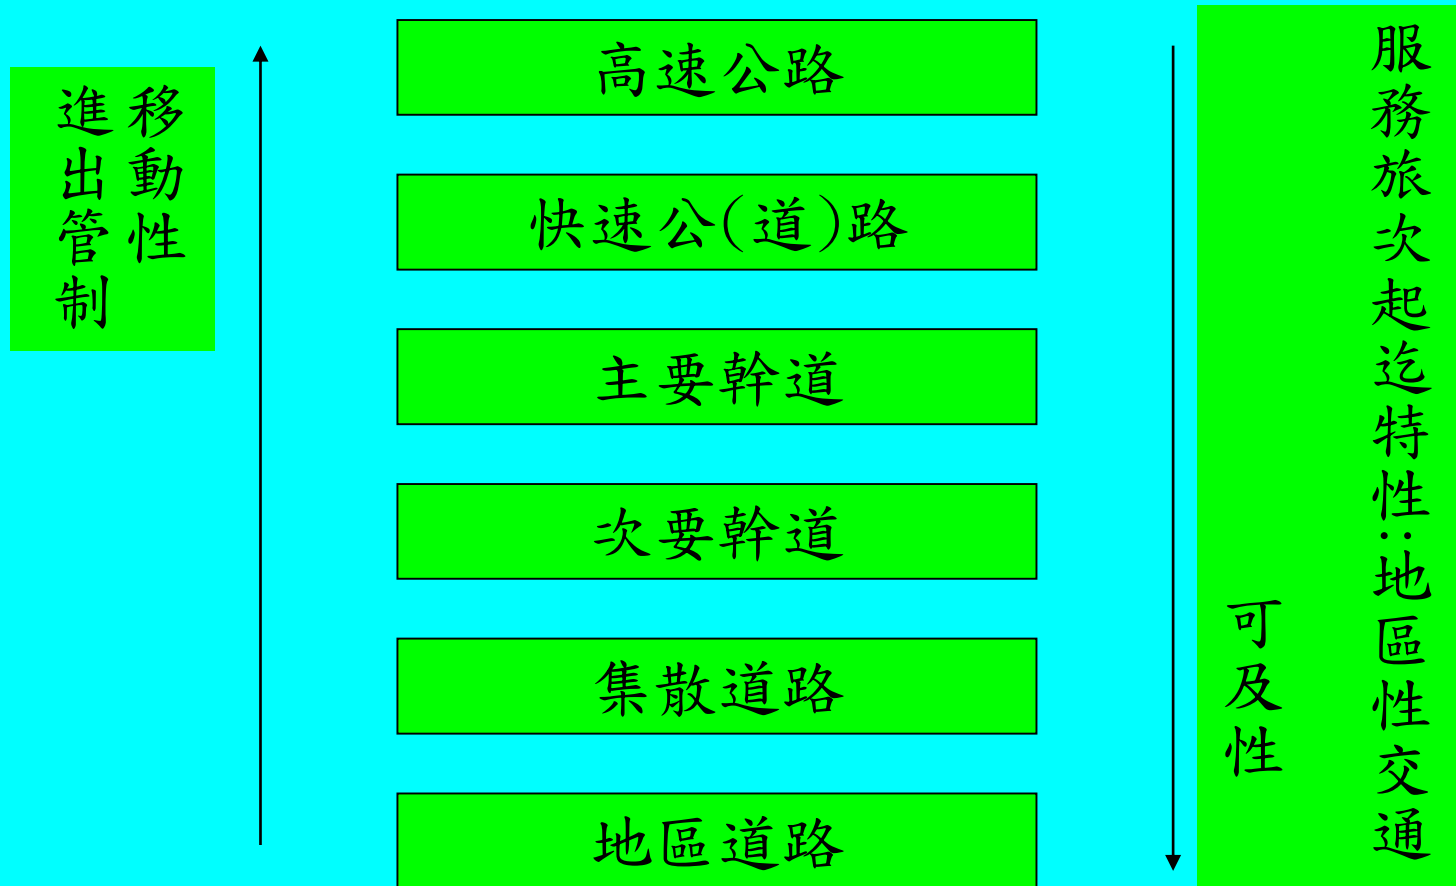 移動性
進出管制
高速公路
快速公(道)路
主要幹道
次要幹道
集散道路
地區道路
服務旅次起迄特性:地區性交通
可及性